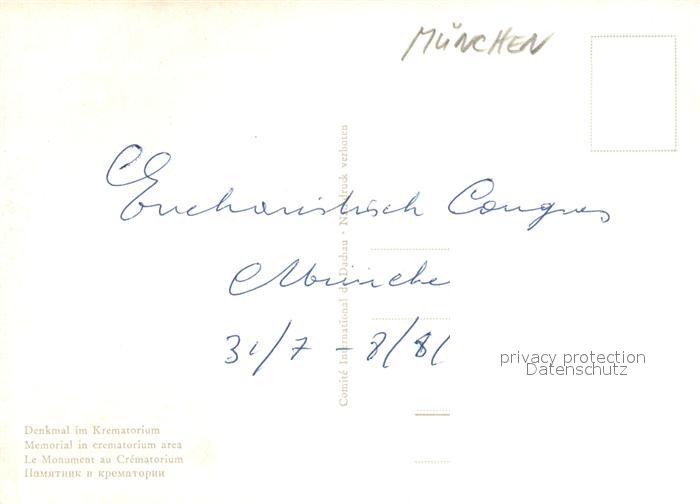 MÜNCHEN
Eucharistisch Congres
Münche
31/7 - 8/8/
Comité International de Dachau · Nachdruck verboten
privacy protection
Datenschutz
Denkmal im Krematorium
Memorial in crematorium area
Le Monument au Crématorium
Памятник в крематории